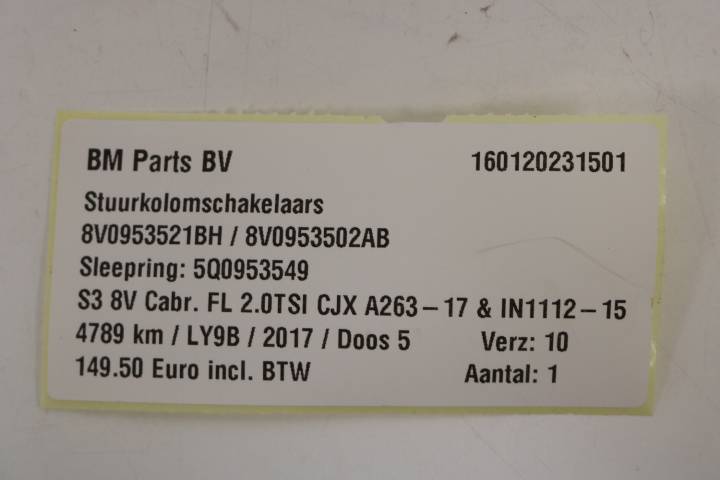 BM Parts BV 160120231501
Stuurkolomschakelaars
8V0953521BH / 8V0953502AB
Sleepring: 5Q0953549
S3 8V Cabr. FL 2.0TSI CJX A263-17 & IN1112-15
4789 km / LY9B / 2017 / Doos 5 Verz: 10
149.50 Euro incl. BTW Aantal: 1